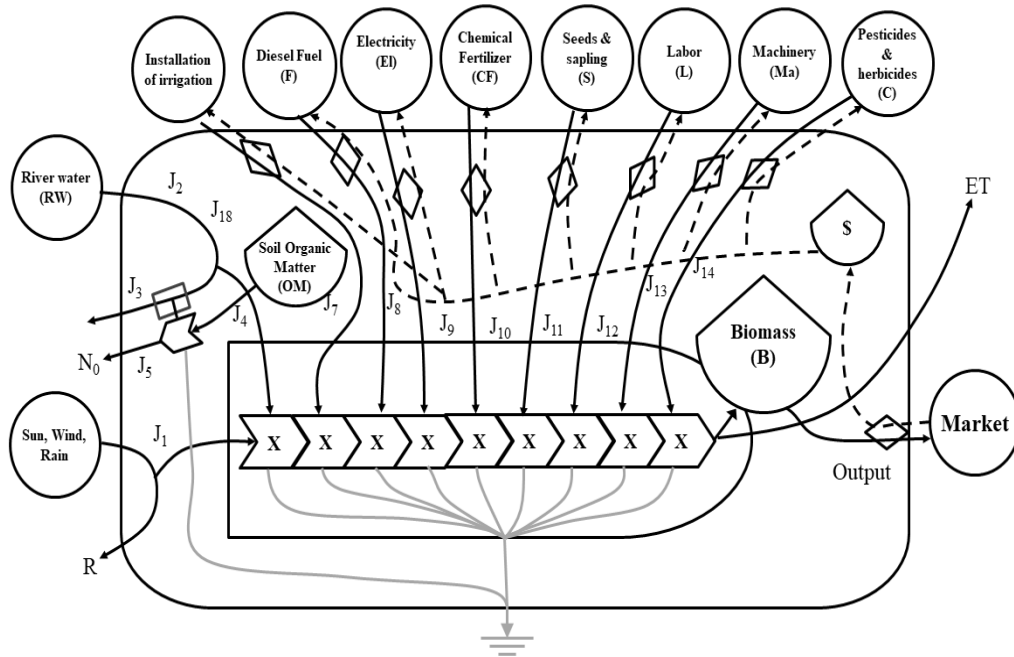 Installation
of irrigation
Diesel Fuel
(F)
Electricity
(El)
Chemical
Fertilizer
(CF)
Seeds &
sapling
(S)
Labor
(L)
Machinery
(Ma)
Pesticides
&
herbicides
(C)
River water
(RW)
J2
J18
Soil Organic
Matter
(OM)
ET
$
J3
J4
J7
J8
J9
J10
J11
J12
J13
J14
Biomass
(B)
N0
J5
Sun, Wind,
Rain
J1
X X X X X X X X X
Market
Output
R